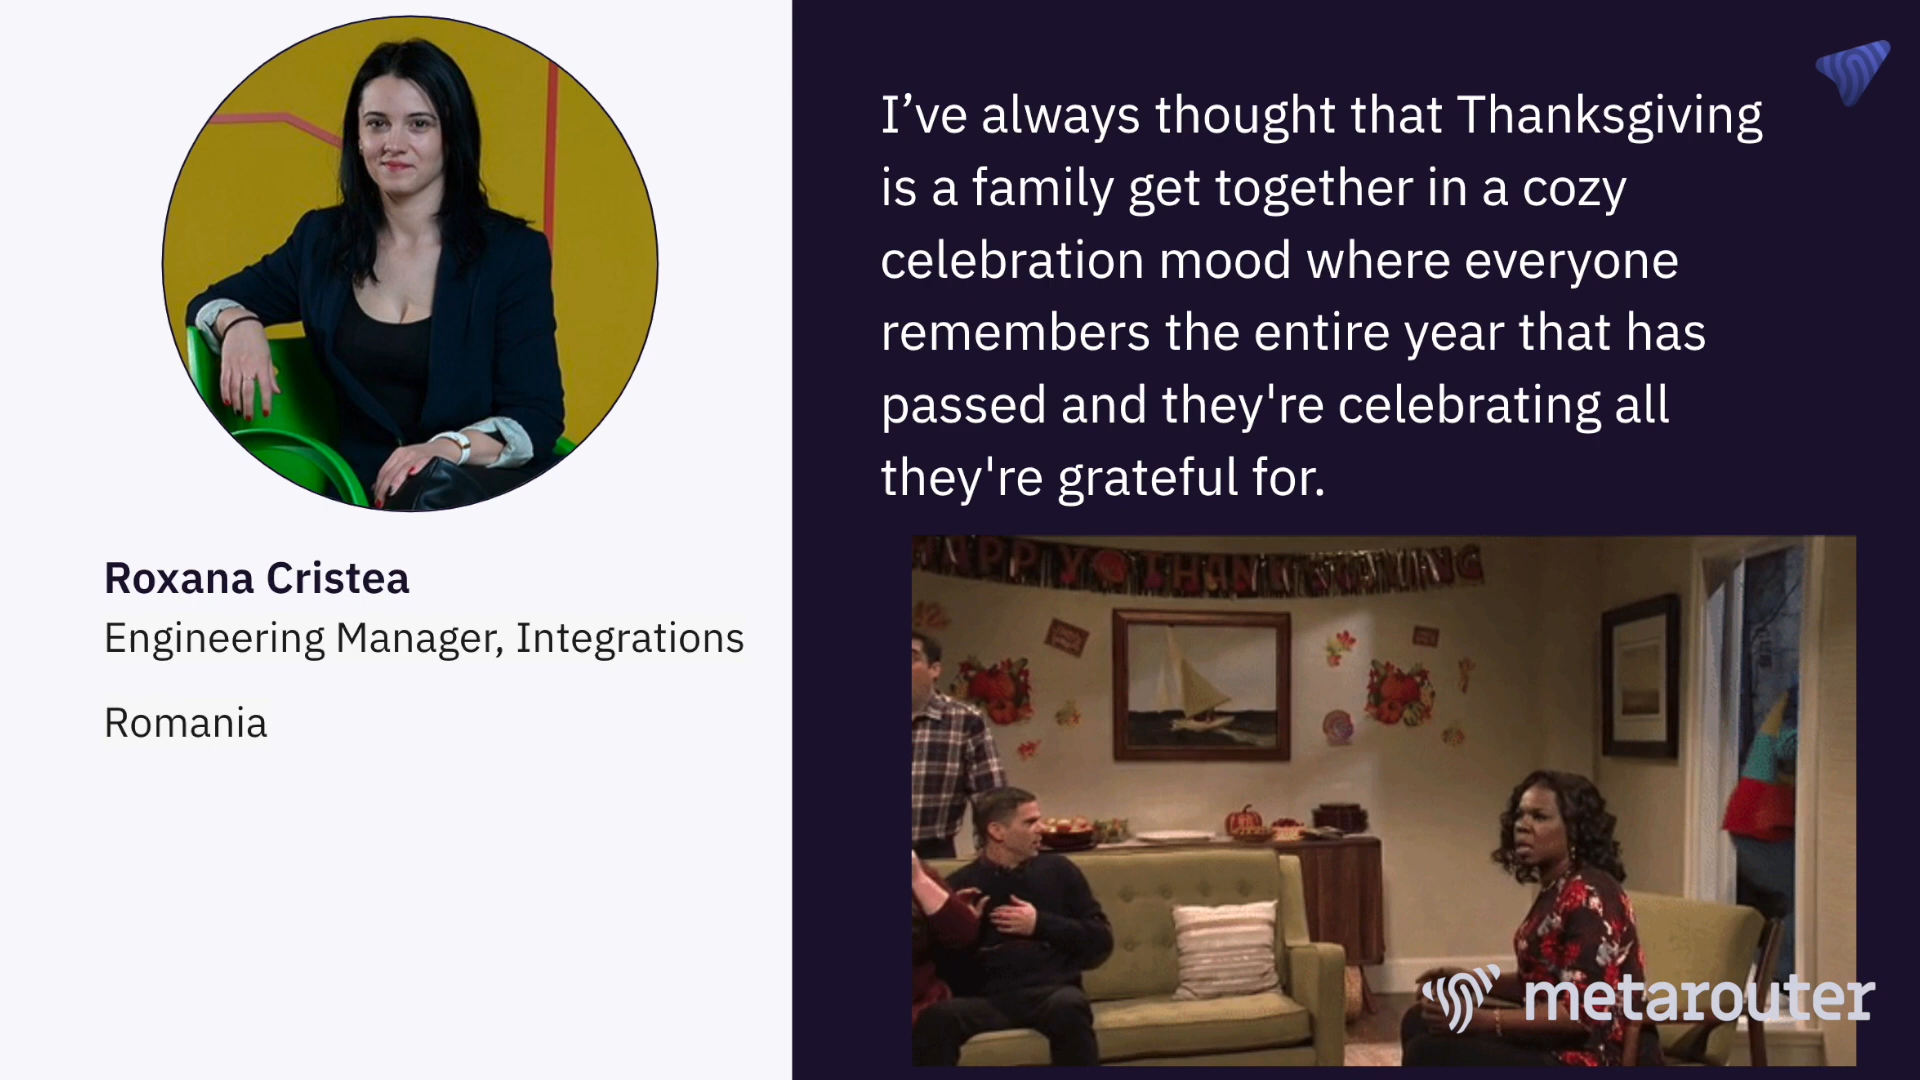 Roxana Cristea
Engineering Manager, Integrations
Romania
I’ve always thought that Thanksgiving
is a family get together in a cozy
celebration mood where everyone
remembers the entire year that has
passed and they're celebrating all
they're grateful for.
HAPPY THANKSGIVING
metarouter